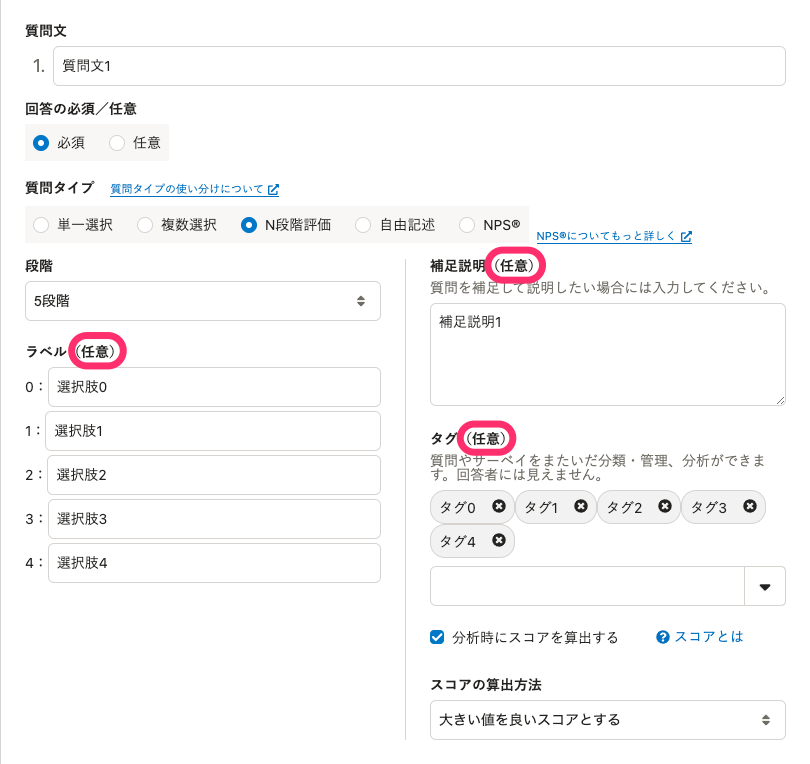 質問文
1. 質問文1
回答の必須／任意
必須 任意
質問タイプ 質問タイプの使い分けについて
単一選択 複数選択 N段階評価 自由記述 NPS®
NPS®についてもっと詳しく
段階
5段階
ラベル（任意）
0： 選択肢0
1： 選択肢1
2： 選択肢2
3： 選択肢3
4： 選択肢4
補足説明（任意）
質問を補足して説明したい場合には入力してください。
補足説明1
タグ（任意）
質問やサーベイをまたいだ分類・管理、分析ができま
す。回答者には見えません。
タグ0 タグ1 タグ2 タグ3
タグ4
分析時にスコアを算出する スコアとは
スコアの算出方法
大きい値を良いスコアとする